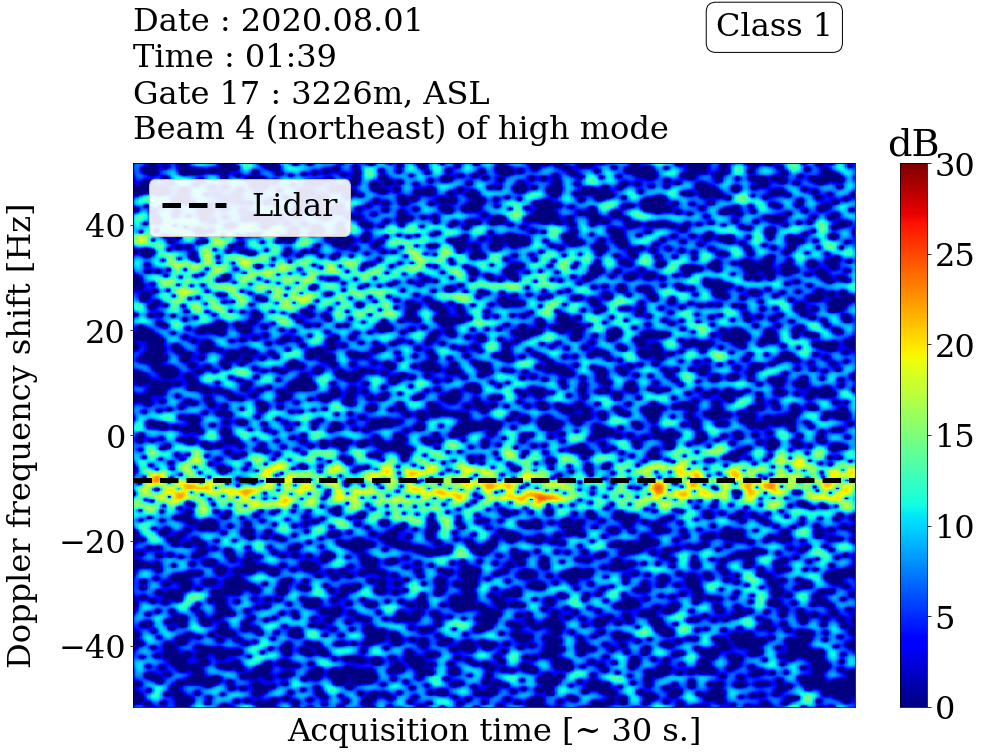 Date : 2020.08.01
Time : 01:39
Gate 17 : 3226m, ASL
Beam 4 (northeast) of high mode
Class 1
dB
Lidar
Doppler frequency shift [Hz]
40
20
0
−20
−40
30
25
20
15
10
5
0
Acquisition time [~ 30 s.]